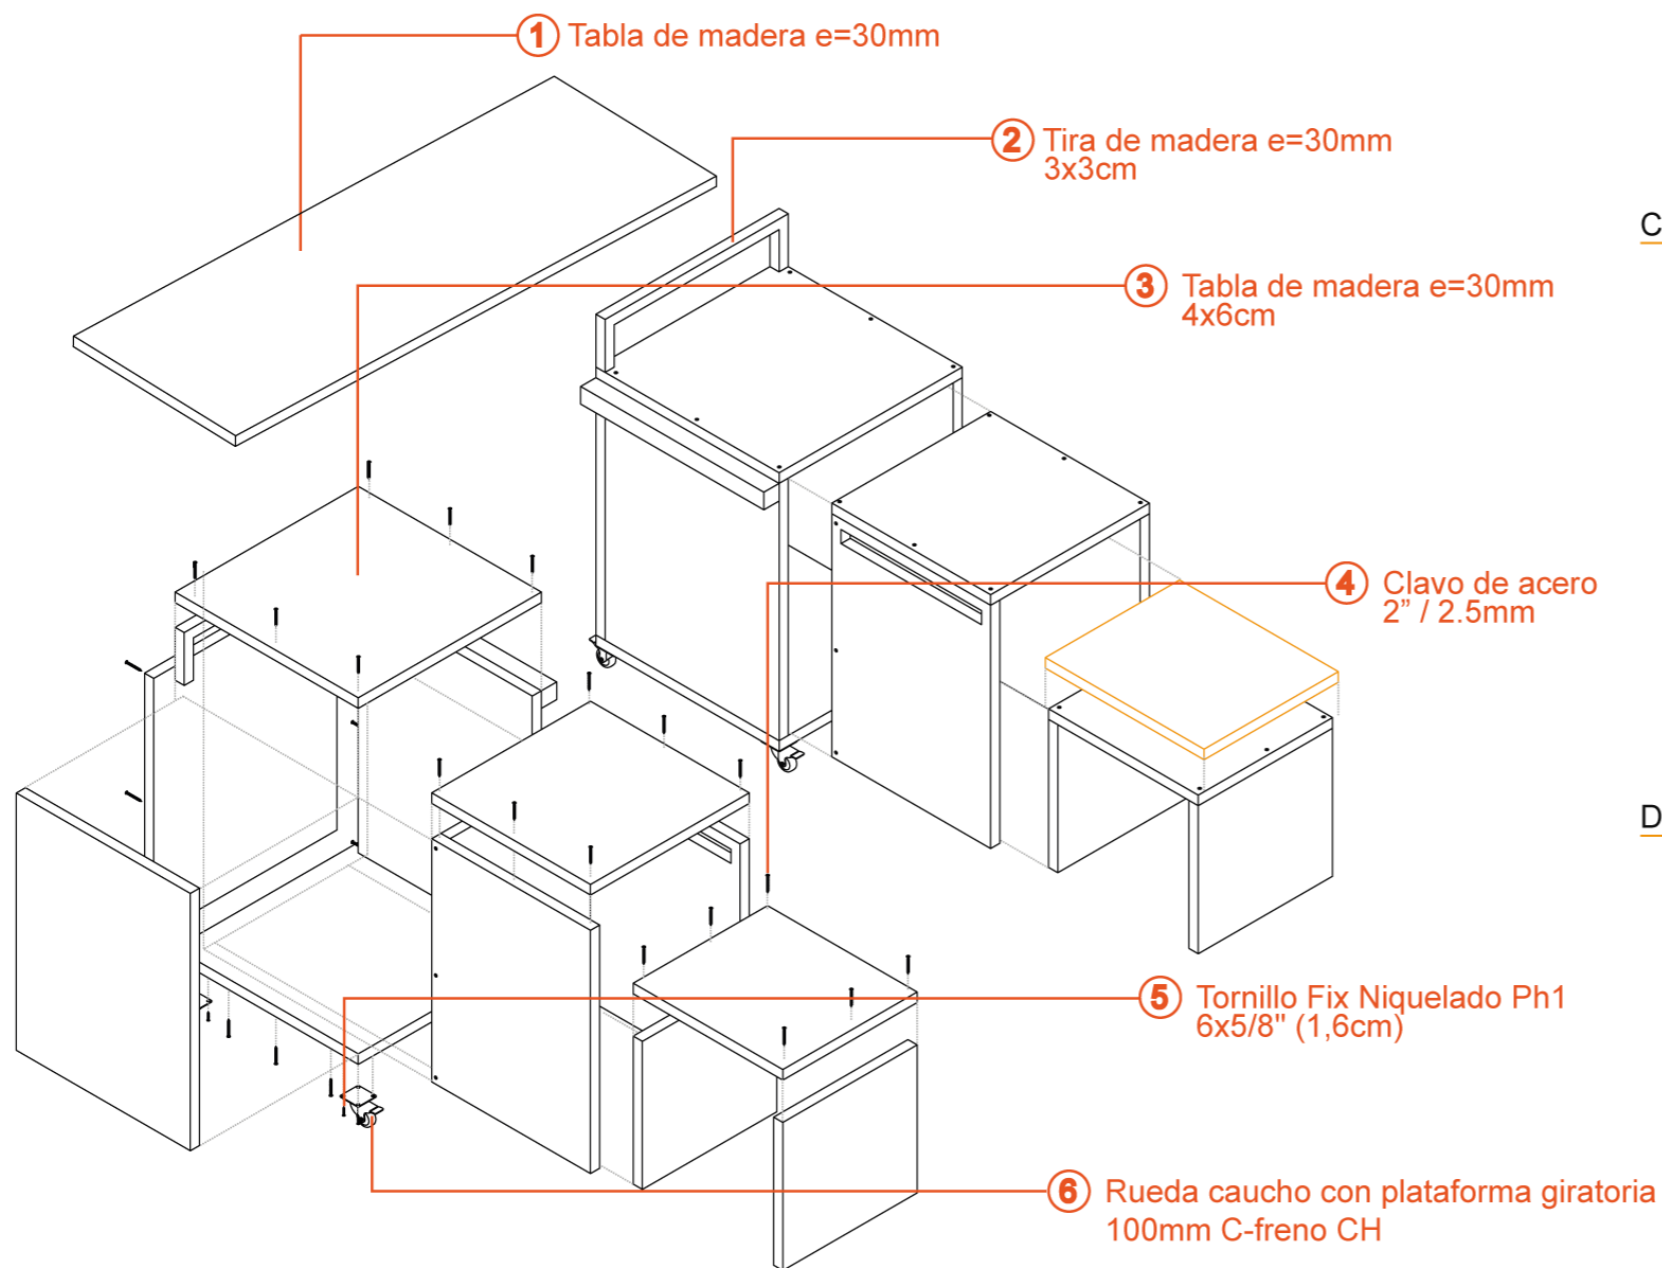 1 Tabla de madera e=30mm
2 Tira de madera e=30mm
3x3cm
C
3 Tabla de madera e=30mm
4x6cm
4 Clavo de acero
2” / 2.5mm
D
5 Tornillo Fix Niquelado Ph1
6x5/8" (1,6cm)
6 Rueda caucho con plataforma giratoria
100mm C-freno CH